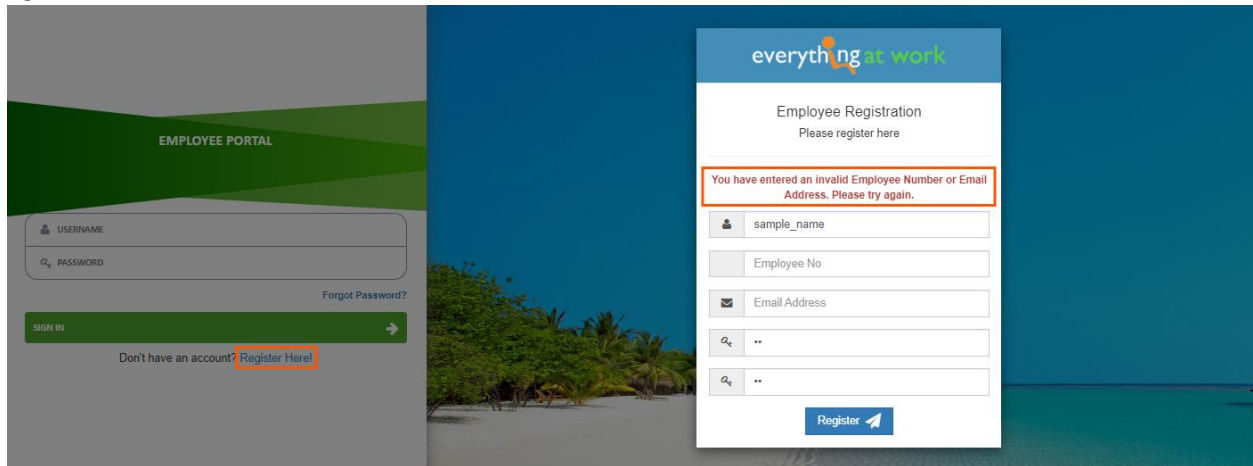 EMPLOYEE PORTAL
USERNAME
PASSWORD
Forgot Password?
SIGN IN
Don't have an account? Register Here!
everything at work
Employee Registration
Please register here
You have entered an invalid Employee Number or Email
Address. Please try again.
sample_name
Employee No
Email Address
••
••
Register